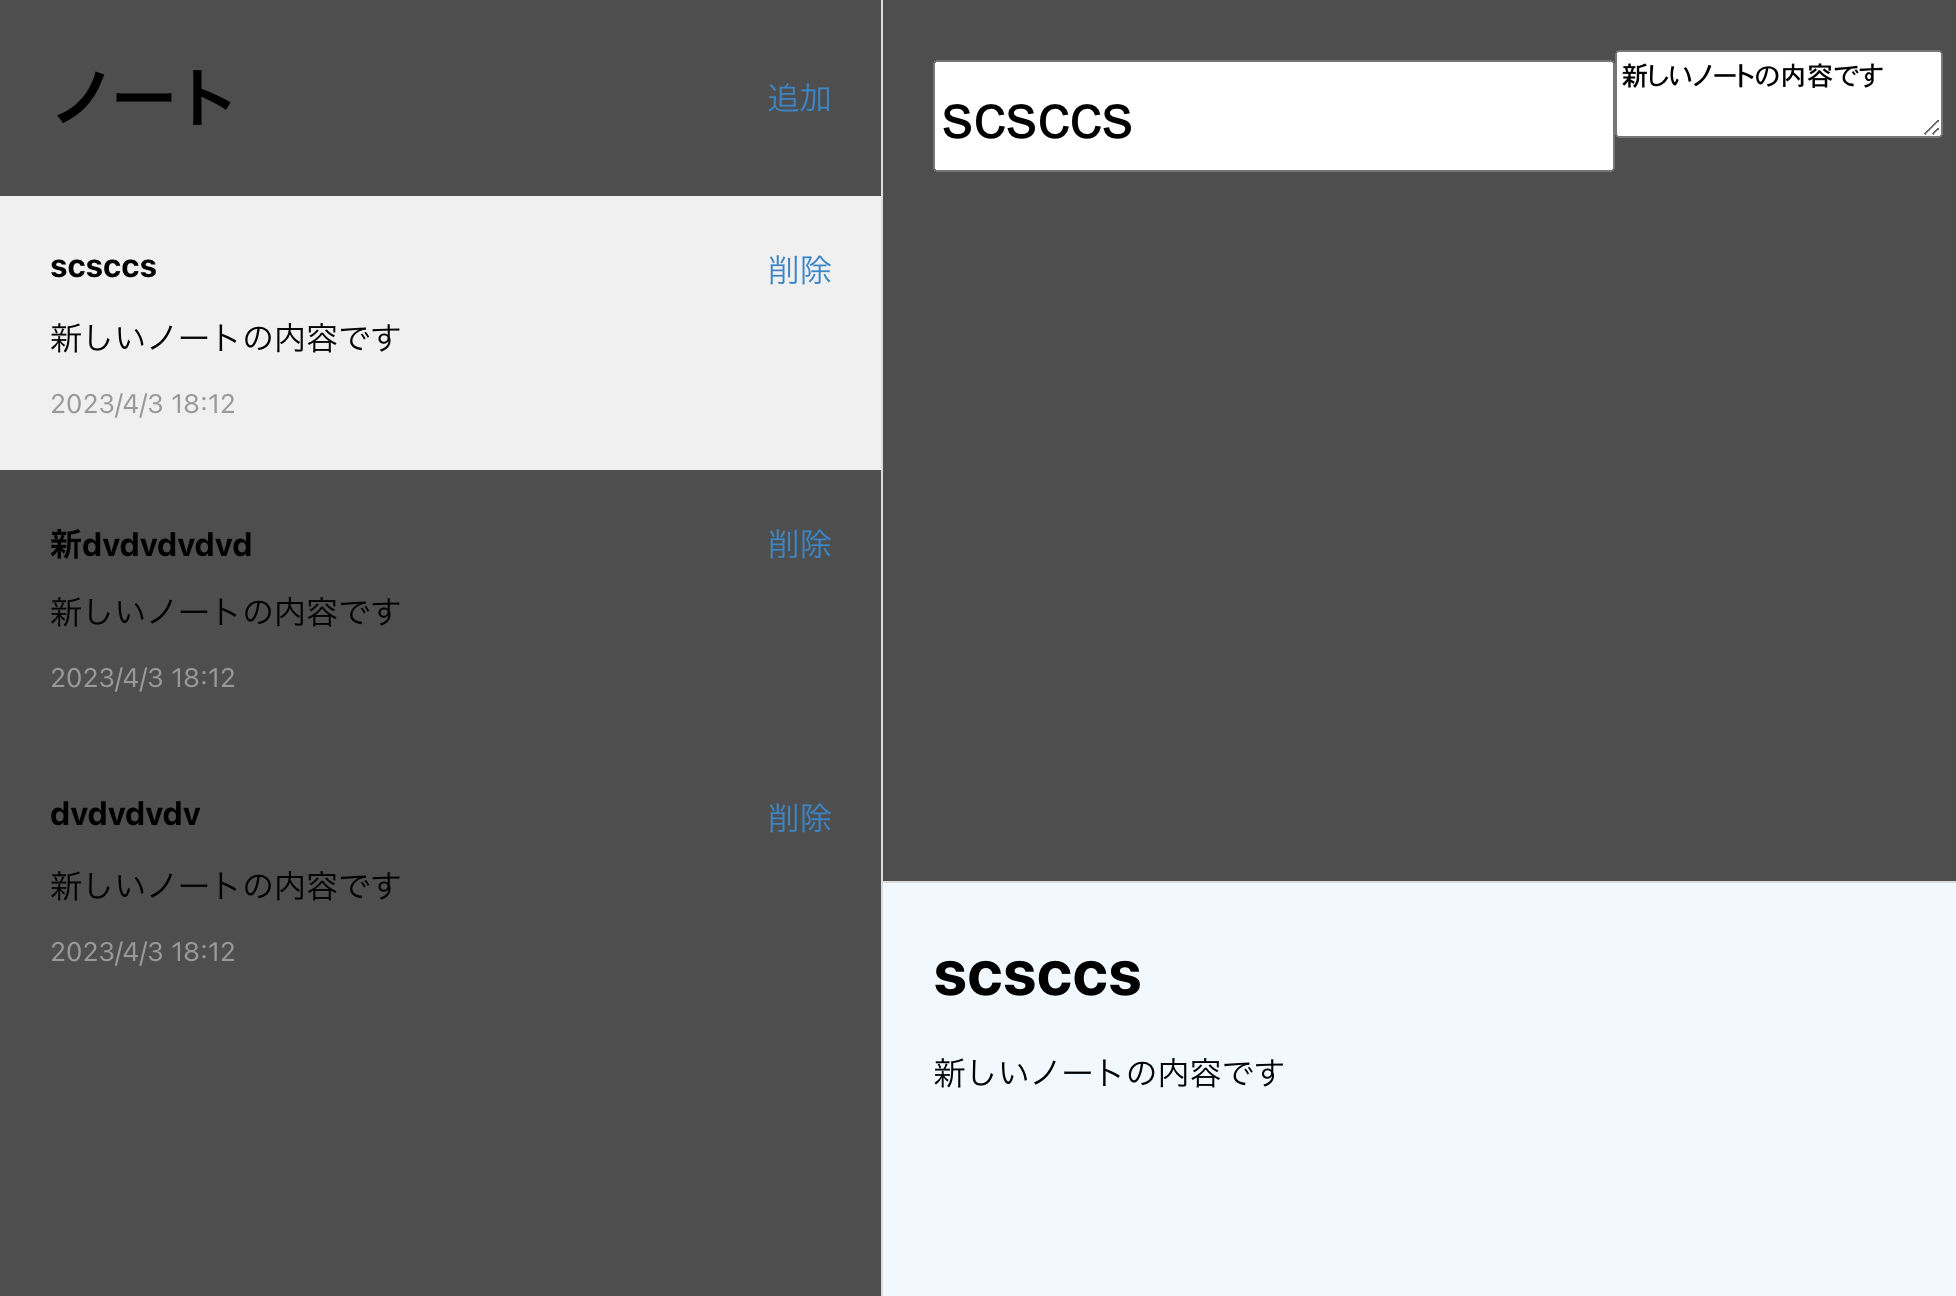 ノート
追加
scsccs
削除
新しいノートの内容です
2023/4/3 18:12
新dvdvdvdvd
削除
新しいノートの内容です
2023/4/3 18:12
dvdvdvdv
削除
新しいノートの内容です
2023/4/3 18:12
scsccs
新しいノートの内容です
scsccs
新しいノートの内容です